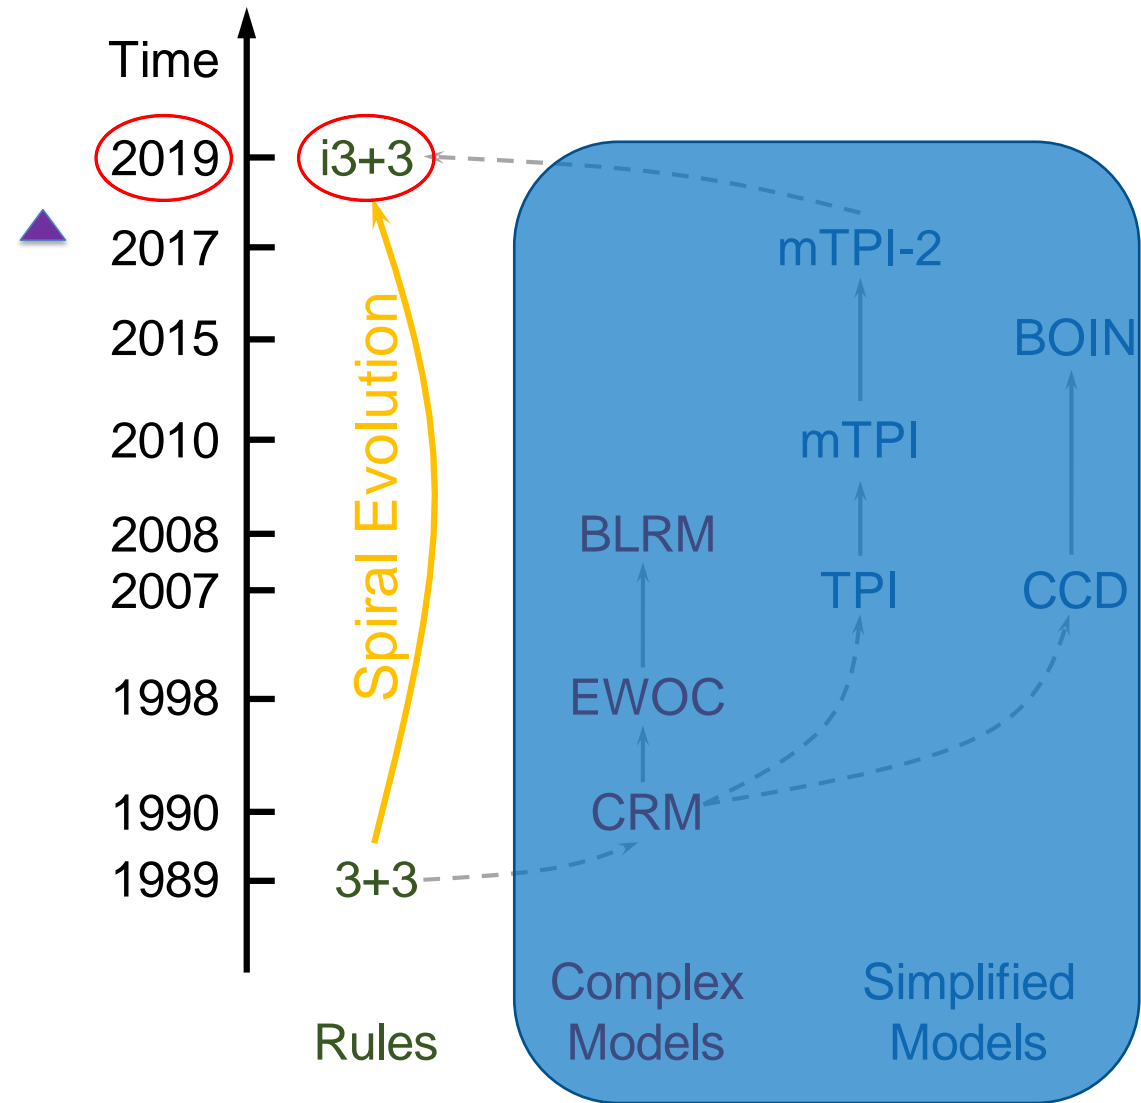 Time
2019
i3+3
2017
mTPI-2
2015
BOIN
2010
mTPI
2008
BLRM
2007
TPI
CCD
Spiral Evolution
1998
EWOC
1990
CRM
1989
3+3
Rules
Complex
Models
Simplified
Models